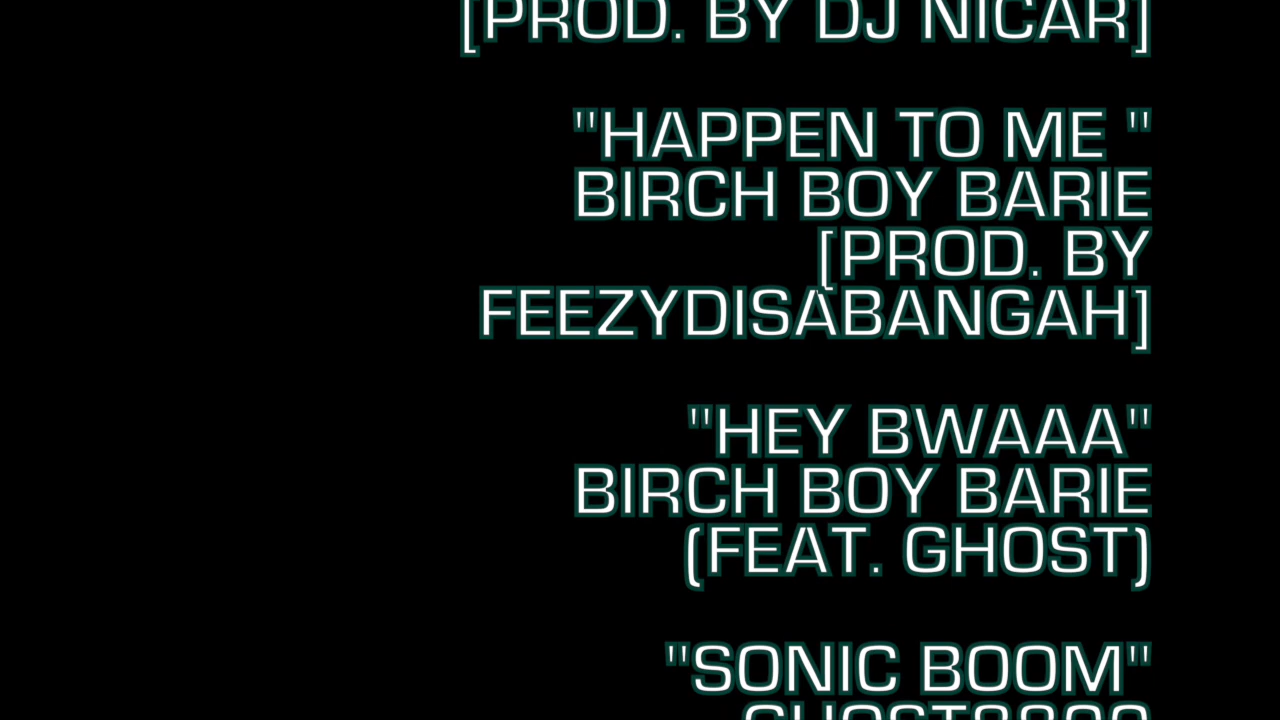 [PROD. BY DJ NICAR]
"HAPPEN TO ME "
BIRCH BOY BARIE
[PROD. BY
FEEZYDISABANGAH]
"HEY BWAAA"
BIRCH BOY BARIE
(FEAT. GHOST)
"SONIC BOOM"